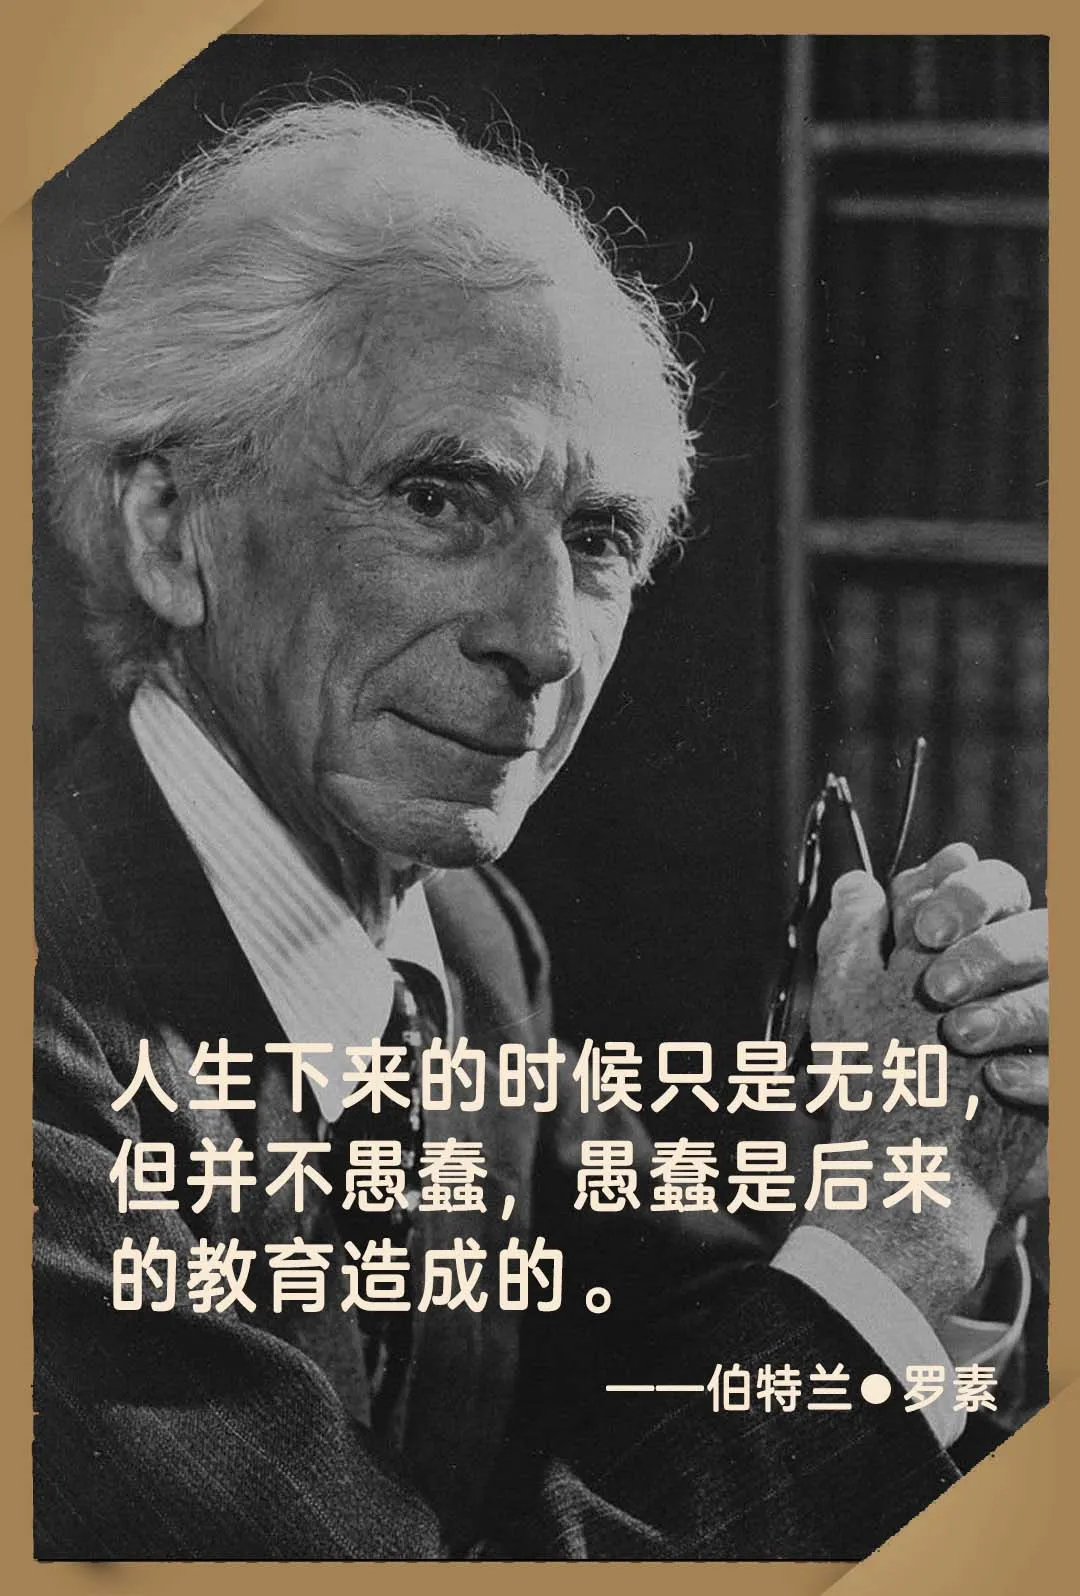 人生下来的时候只是无知，
但并不愚蠢，愚蠢是后来
的教育造成的。
——伯特兰●罗素